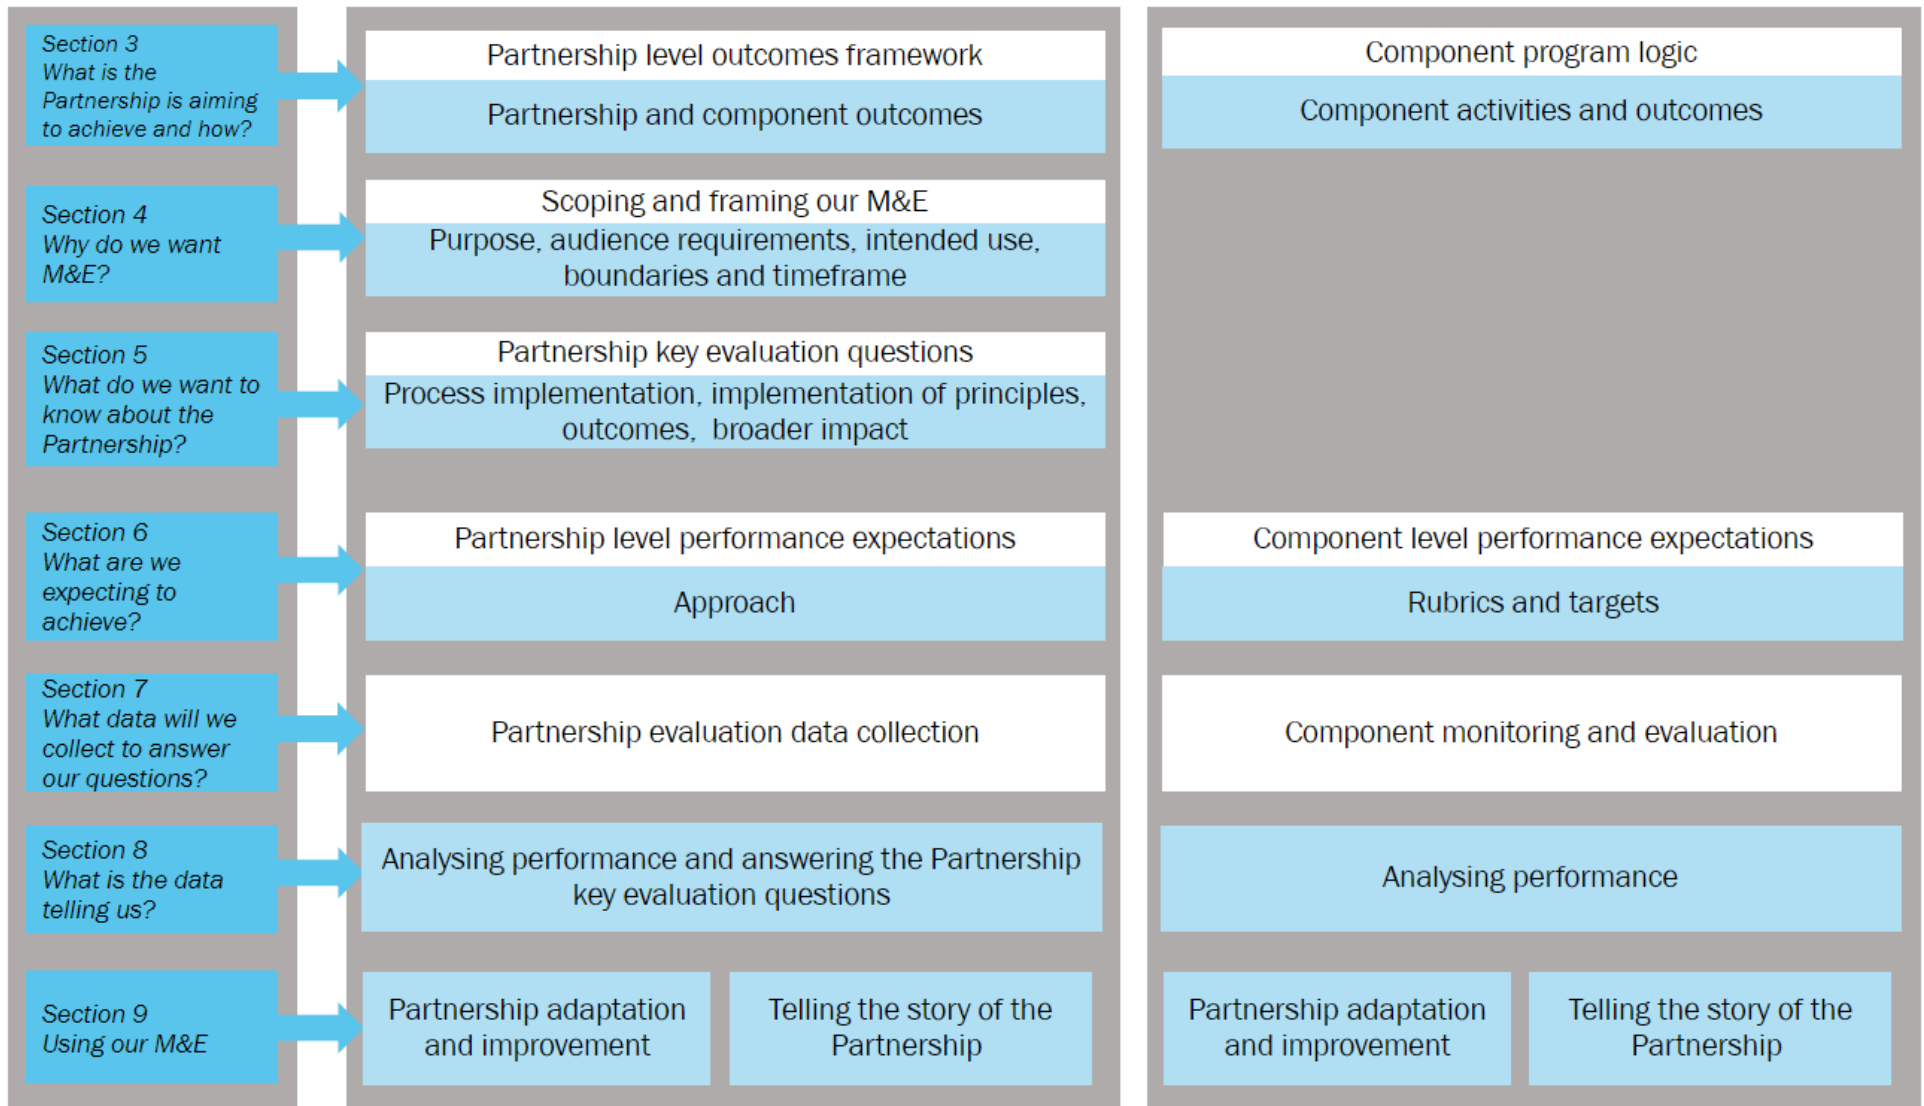 Section 3
What is the
Partnership is aiming
to achieve and how?
Partnership level outcomes framework
Partnership and component outcomes
Component program logic
Component activities and outcomes
Section 4
Why do we want
M&E?
Scoping and framing our M&E
Purpose, audience requirements, intended use,
boundaries and timeframe
Section 5
What do we want to
know about the
Partnership?
Partnership key evaluation questions
Process implementation, implementation of principles,
outcomes, broader impact
Section 6
What are we
expecting to
achieve?
Partnership level performance expectations
Approach
Component level performance expectations
Rubrics and targets
Section 7
What data will we
collect to answer
our questions?
Partnership evaluation data collection
Component monitoring and evaluation
Section 8
What is the data
telling us?
Analysing performance and answering the Partnership
key evaluation questions
Analysing performance
Section 9
Using our M&E
Partnership adaptation
and improvement
Telling the story of the
Partnership
Partnership adaptation
and improvement
Telling the story of the
Partnership